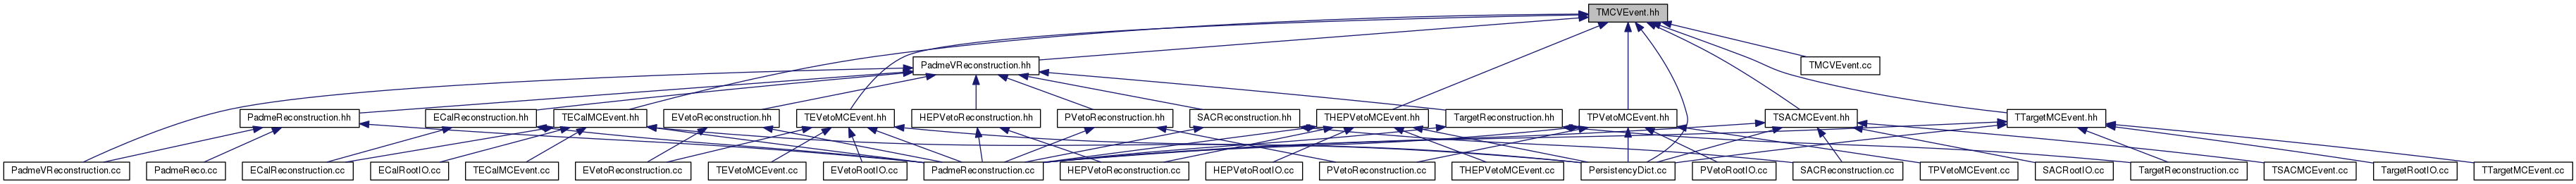 TMCVEvent.hh
PadmeVReconstruction.hh
TMCVEvent.cc
PadmeReconstruction.hh
ECalReconstruction.hh
TECalMCEvent.hh
EVetoReconstruction.hh
TEVetoMCEvent.hh
HEPVetoReconstruction.hh
PVetoReconstruction.hh
SACReconstruction.hh
THEPVetoMCEvent.hh
TargetReconstruction.hh
TPVetoMCEvent.hh
TSACMCEvent.hh
TTargetMCEvent.hh
PadmeVReconstruction.cc
PadmeReco.cc
ECalReconstruction.cc
ECalRootIO.cc
TECalMCEvent.cc
EVetoReconstruction.cc
TEVetoMCEvent.cc
EVetoRootIO.cc
PadmeReconstruction.cc
HEPVetoReconstruction.cc
HEPVetoRootIO.cc
PVetoReconstruction.cc
THEPVetoMCEvent.cc
PersistencyDict.cc
PVetoRootIO.cc
SACReconstruction.cc
TPVetoMCEvent.cc
SACRootIO.cc
TargetReconstruction.cc
TSACMCEvent.cc
TargetRootIO.cc
TTargetMCEvent.cc